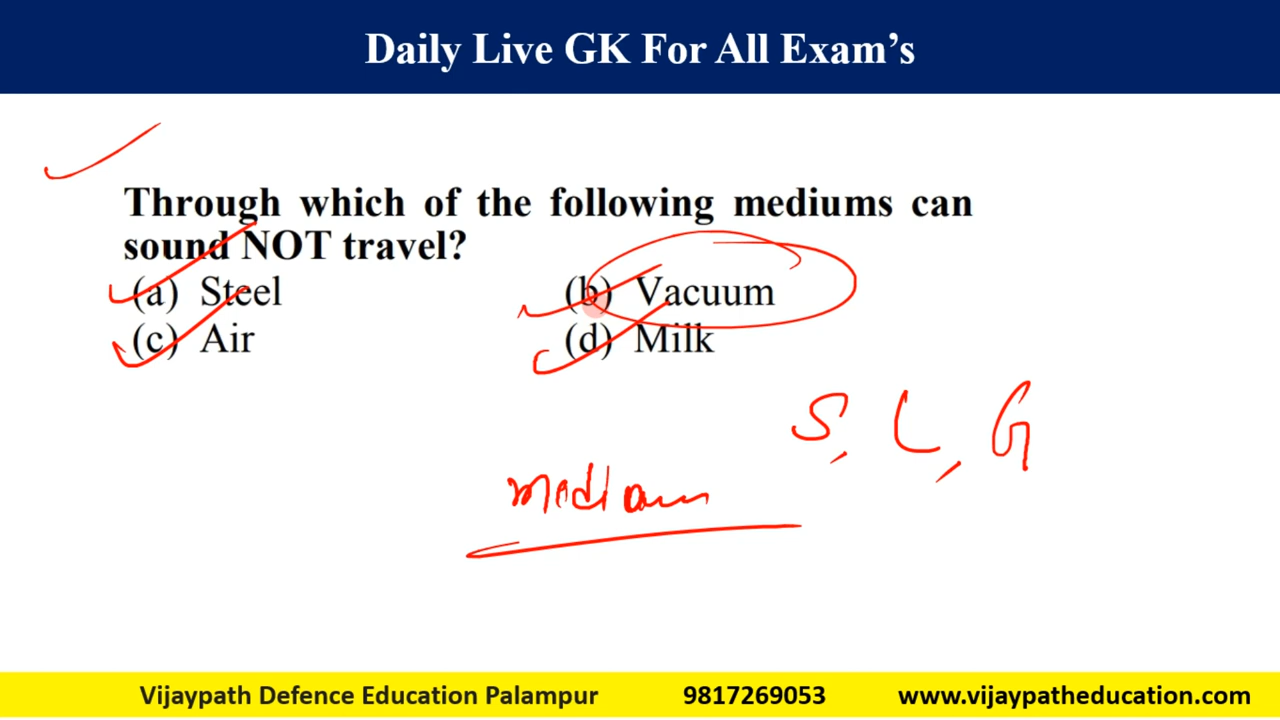 Daily Live GK For All Exam's
Through which of the following mediums can
sound NOT travel?
(a) Steel (b) Vacuum
(c) Air (d) Milk
S, L, G
medium
Vijaypath Defence Education Palampur 9817269053 www.vijaypatheducation.com